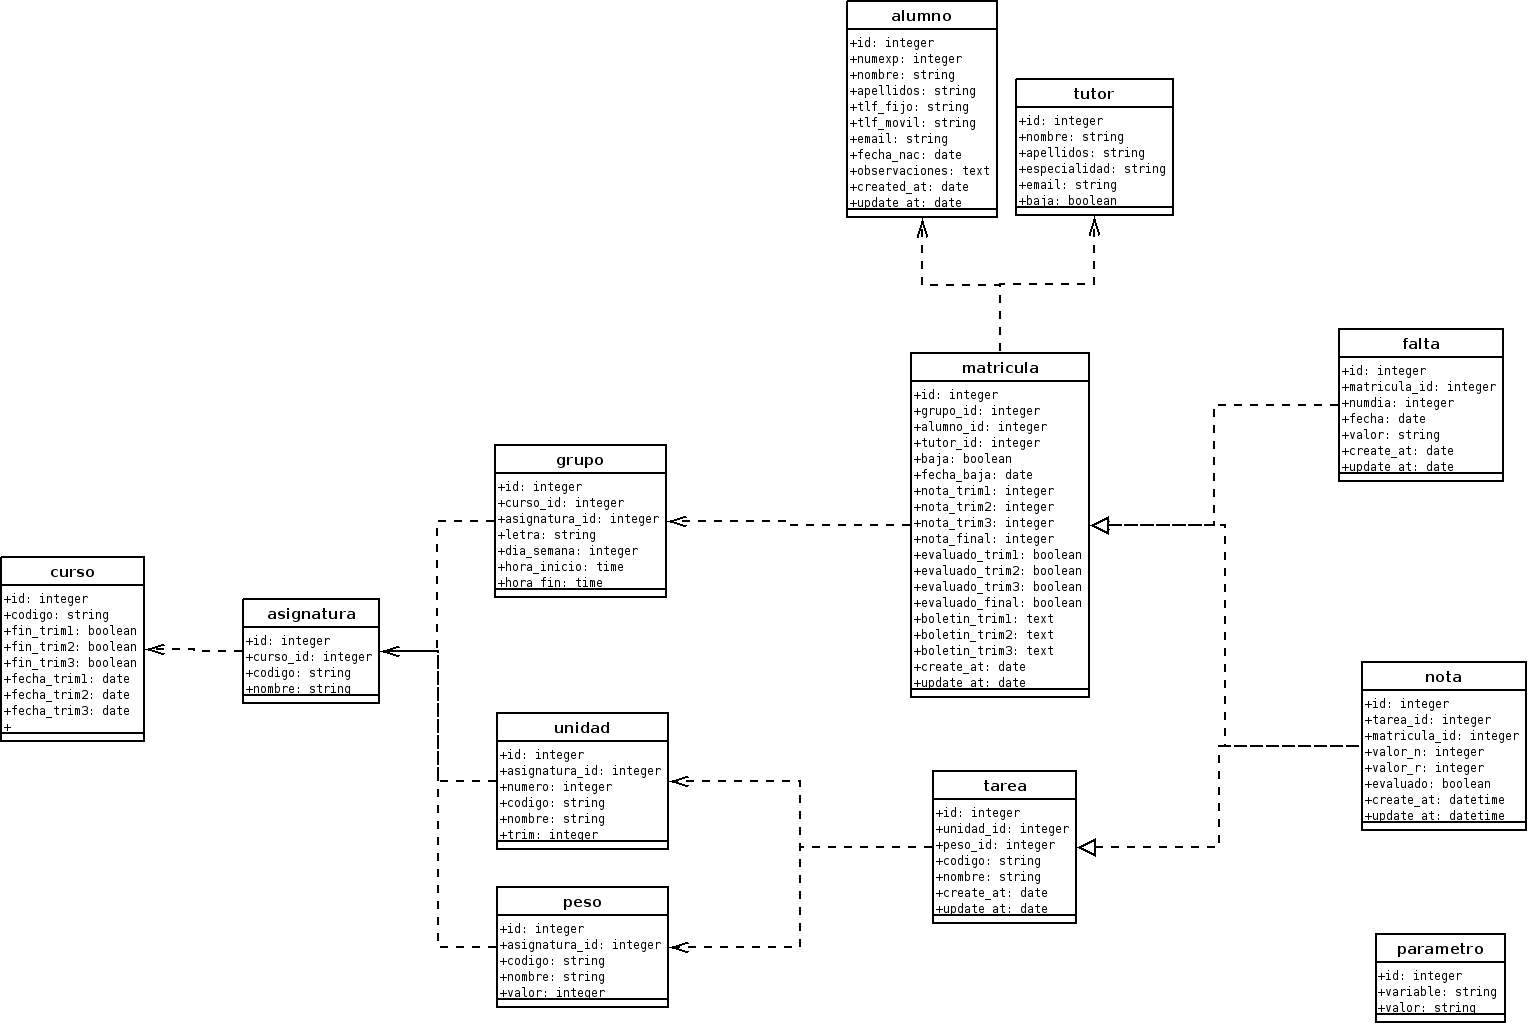 alumno
+id: integer
+numexp: integer
+nombre: string
+apellidos: string
+tlf_fijo: string
+tlf_movil: string
+email: string
+fecha_nac: date
+observaciones: text
+created_at: date
+update_at: date
tutor
+id: integer
+nombre: string
+apellidos: string
+especialidad: string
+email: string
+baja: boolean
falta
+id: integer
+matricula_id: integer
+numdia: integer
+fecha: date
+valor: string
+create_at: date
+update_at: date
matricula
+id: integer
+grupo_id: integer
+alumno_id: integer
+tutor_id: integer
+baja: boolean
+fecha_baja: date
+nota_trim1: integer
+nota_trim2: integer
+nota_trim3: integer
+nota_final: integer
+evaluado_trim1: boolean
+evaluado_trim2: boolean
+evaluado_trim3: boolean
+evaluado_final: boolean
+boletin_trim1: text
+boletin_trim2: text
+boletin_trim3: text
+create_at: date
+update_at: date
grupo
+id: integer
+curso_id: integer
+asignatura_id: integer
+letra: string
+dia_semana: integer
+hora_inicio: time
+hora_fin: time
curso
+id: integer
+codigo: string
+fin_trim1: boolean
+fin_trim2: boolean
+fin_trim3: boolean
+fecha_trim1: date
+fecha_trim2: date
+fecha_trim3: date
+
asignatura
+id: integer
+curso_id: integer
+codigo: string
+nombre: string
unidad
+id: integer
+asignatura_id: integer
+numero: integer
+codigo: string
+nombre: string
+trim: integer
nota
+id: integer
+tarea_id: integer
+matricula_id: integer
+valor_n: integer
+valor_r: integer
+evaluado: boolean
+create_at: datetime
+update_at: datetime
tarea
+id: integer
+unidad_id: integer
+peso_id: integer
+codigo: string
+nombre: string
+create_at: date
+update_at: date
peso
+id: integer
+asignatura_id: integer
+codigo: string
+nombre: string
+valor: integer
parametro
+id: integer
+variable: string
+valor: string